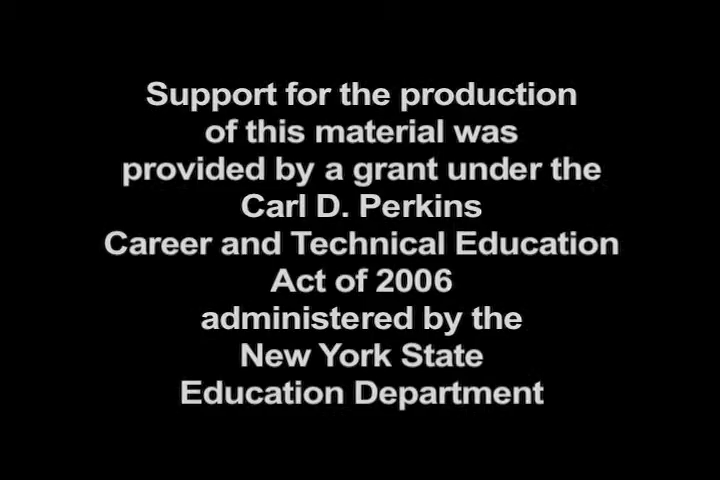 Support for the production
of this material was
provided by a grant under the
Carl D. Perkins
Career and Technical Education
Act of 2006
administered by the
New York State
Education Department